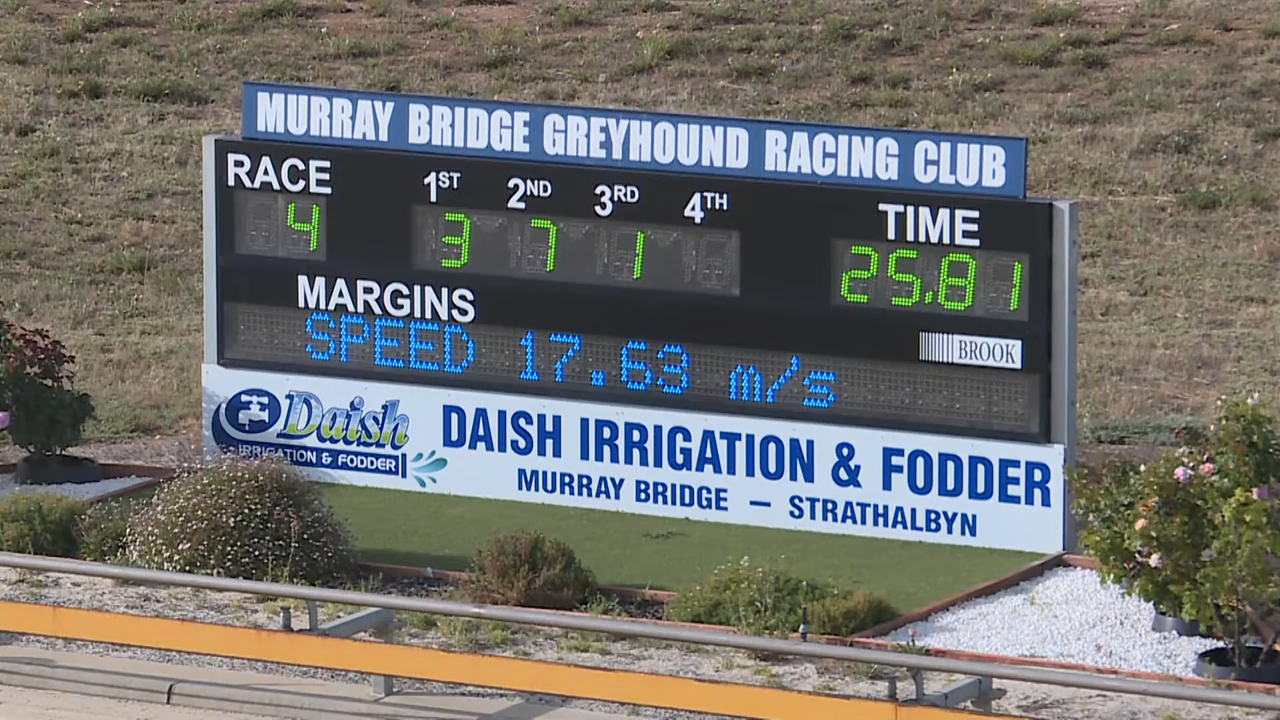 MURRAY BRIDGE GREYHOUND RACING CLUB
RACE 1ST 2ND 3RD 4TH TIME
4 3 7 1 25.81
MARGINS
SPEED 17.63 m/s
BROOK
Daish
IRRIGATION & FODDER
DAISH IRRIGATION & FODDER
MURRAY BRIDGE — STRATHALBYN